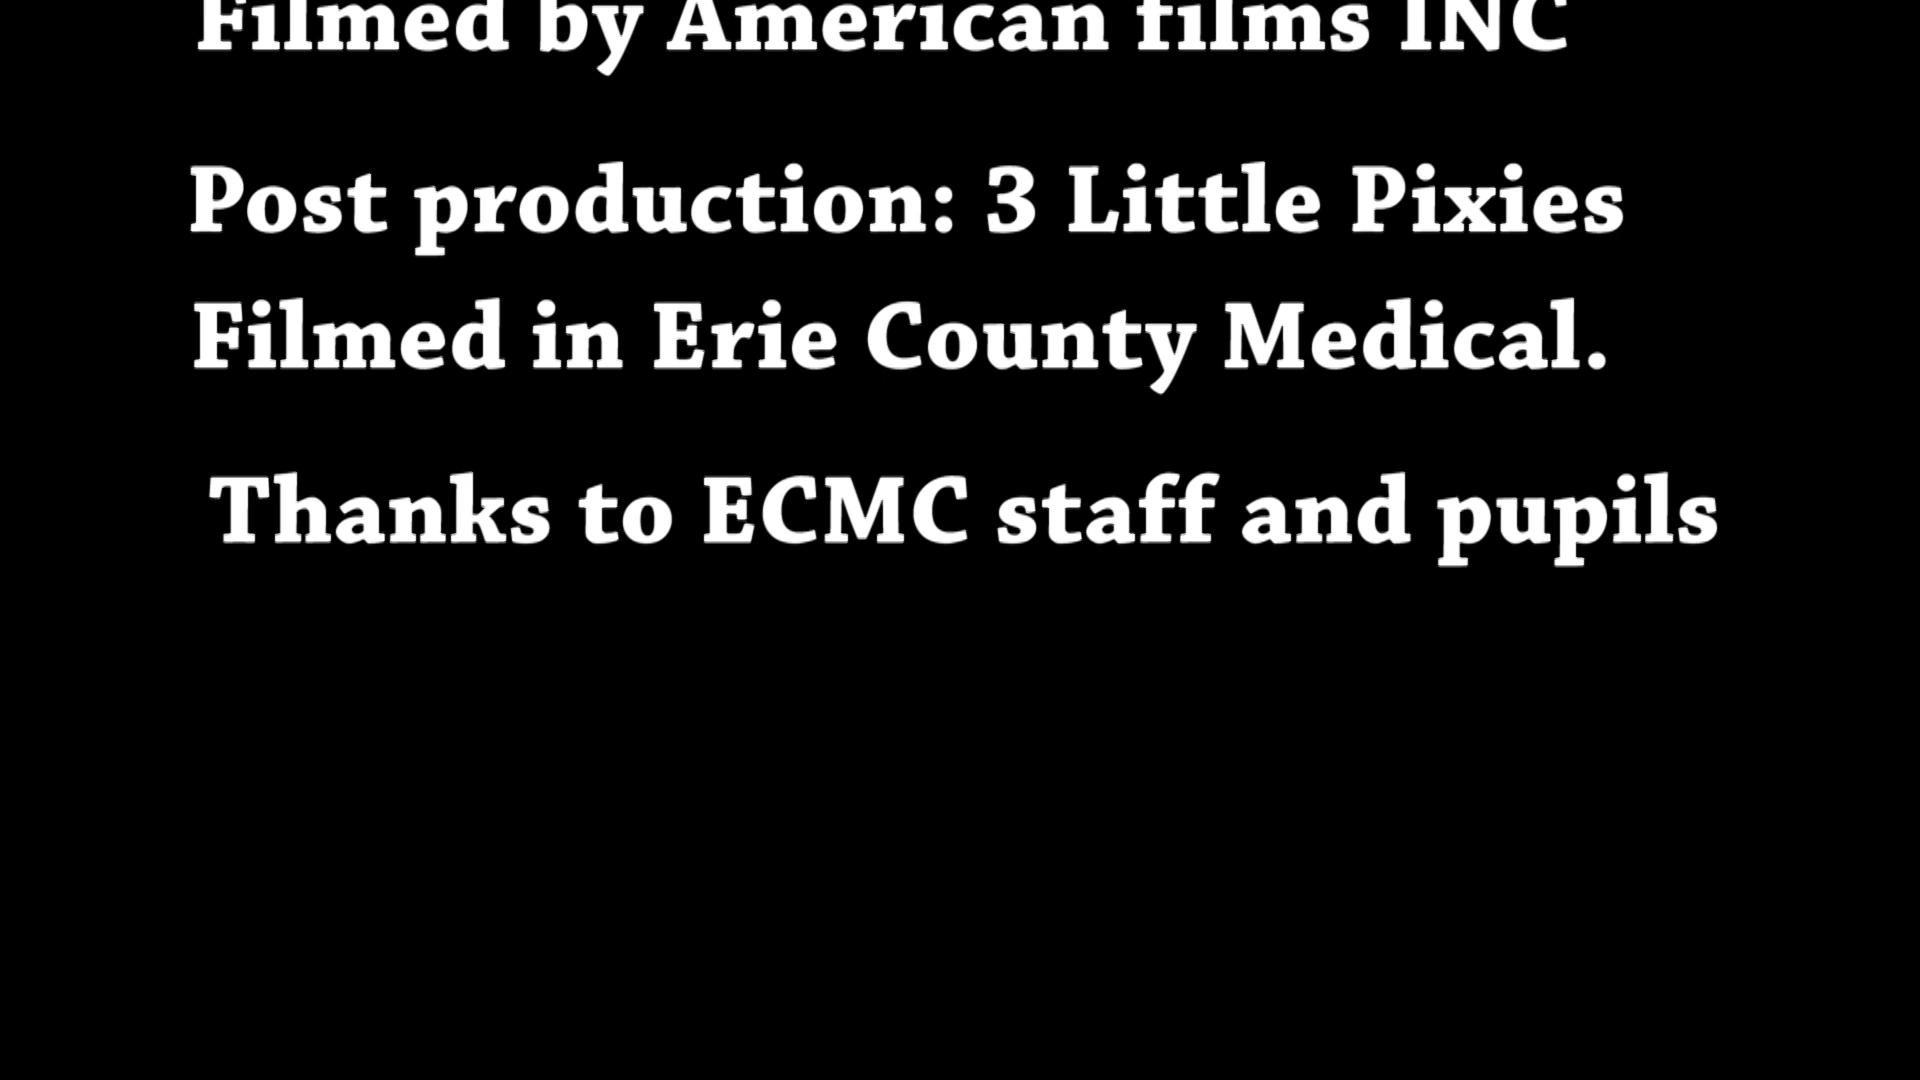 Filmed by American films INC
Post production: 3 Little Pixies
Filmed in Erie County Medical.
Thanks to ECMC staff and pupils